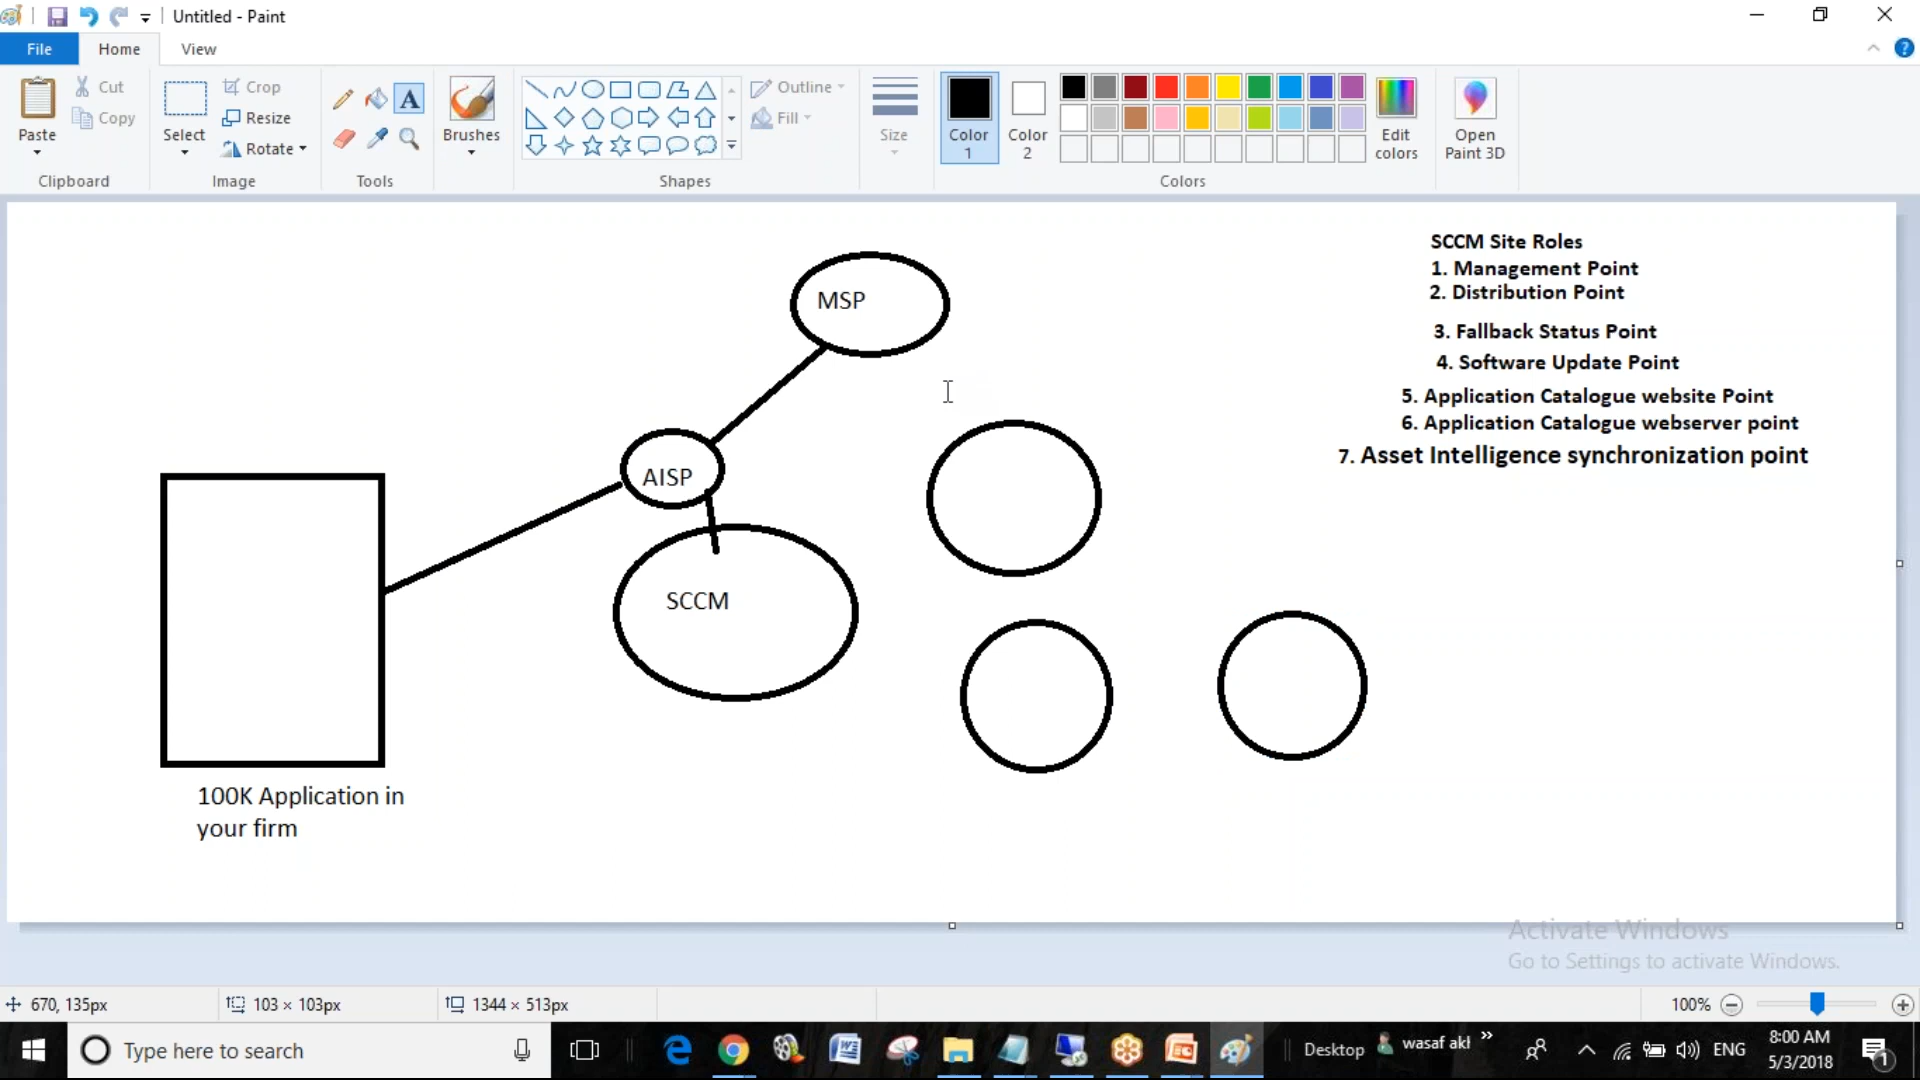 Untitled - Paint
File
Home
View
Paste
Cut
Copy
Clipboard
Select
Crop
Resize
Rotate
Image
A
Tools
Brushes
Outline
Fill
Shapes
Size
Color
1
Color
2
Edit
colors
Colors
Open
Paint 3D
SCCM Site Roles
1. Management Point
2. Distribution Point
3. Fallback Status Point
4. Software Update Point
5. Application Catalogue website Point
6. Application Catalogue webserver point
7. Asset Intelligence synchronization point
MSP
AISP
SCCM
100K Application in
your firm
Activate Windows
Go to Settings to activate Windows.
670, 135px
103 × 103px
1344 × 513px
100%
Type here to search
Desktop
wasaf akl
ENG
8:00 AM
5/3/2018
1